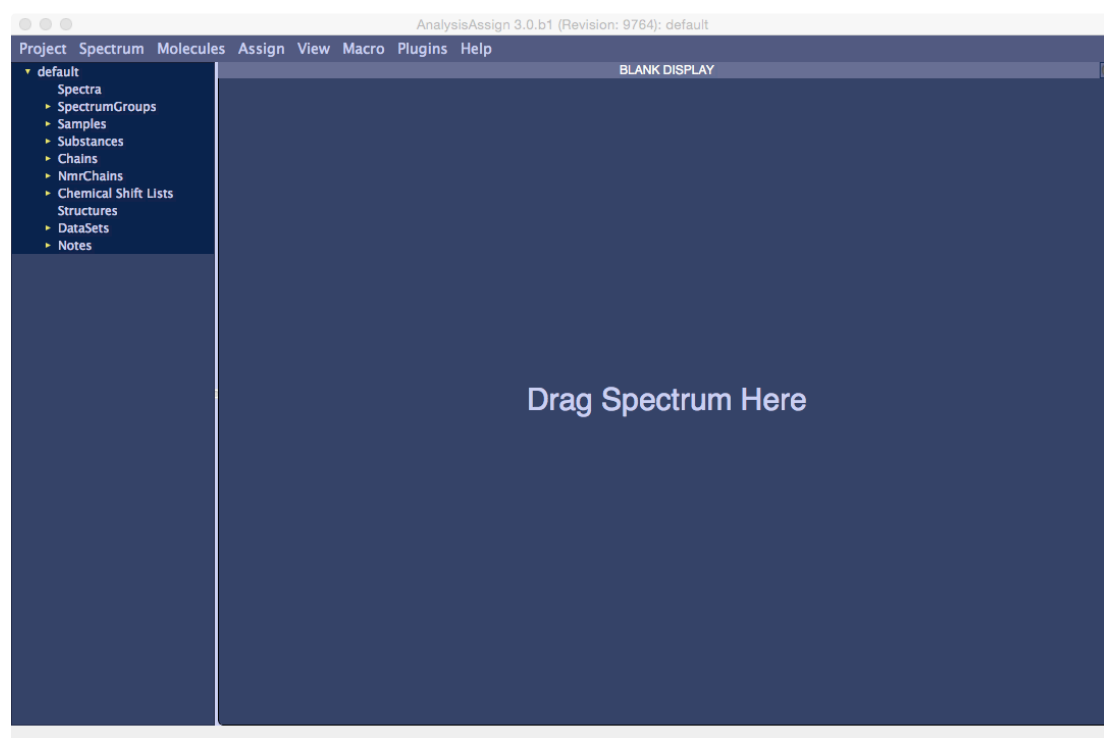 AnalysisAssign 3.0.b1 (Revision: 9764): default
Project Spectrum Molecules Assign View Macro Plugins Help
default
BLANK DISPLAY
Spectra
SpectrumGroups
Samples
Substances
Chains
NmrChains
Chemical Shift Lists
Structures
DataSets
Notes
Drag Spectrum Here